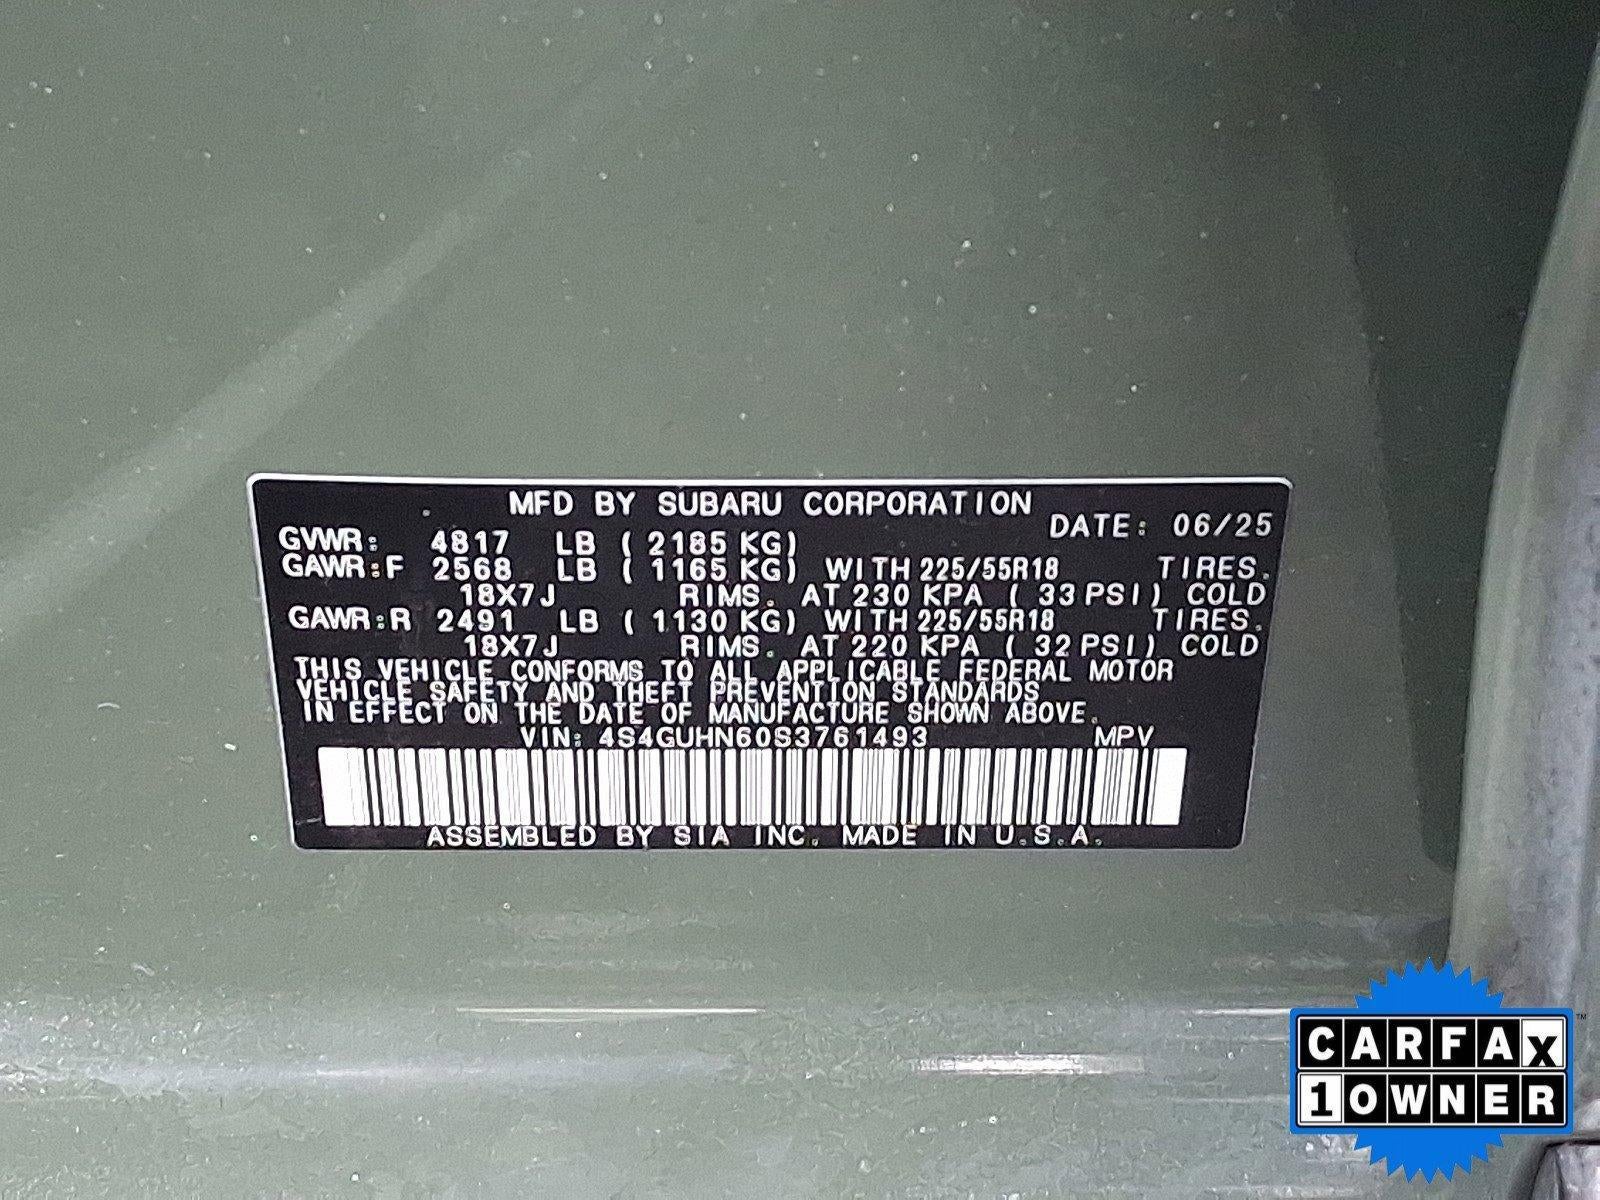 MFD BY SUBARU CORPORATION
DATE: 06/25
GVWR: 4817 LB ( 2185 KG)
GAWR:F 2568 LB ( 1165 KG) WITH 225/55R18 TIRES.
18X7J RIMS. AT 230 KPA ( 33 PSI) COLD
GAWR:R 2491 LB ( 1130 KG) WITH 225/55R18 TIRES.
18X7J RIMS. AT 220 KPA ( 32 PSI) COLD
THIS VEHICLE CONFORMS TO ALL APPLICABLE FEDERAL MOTOR
VEHICLE SAFETY AND THEFT PREVENTION STANDARDS
IN EFFECT ON THE DATE OF MANUFACTURE SHOWN ABOVE.
VIN: 4S4GUHN60S3761493 MPV
ASSEMBLED BY SIA INC. MADE IN U.S.A.
CARFAX TM
1 OWNER